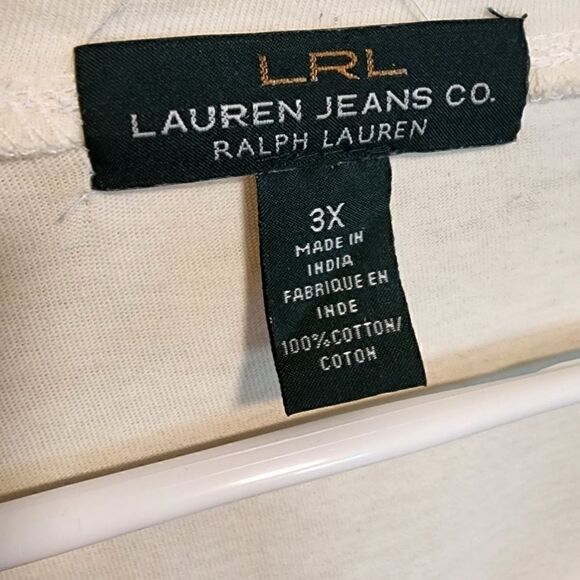 LRL
LAUREN JEANS CO.
RALPH LAUREN
3X
MADE IN
INDIA
FABRIQUE EN
INDE
100% COTTON/
COTON